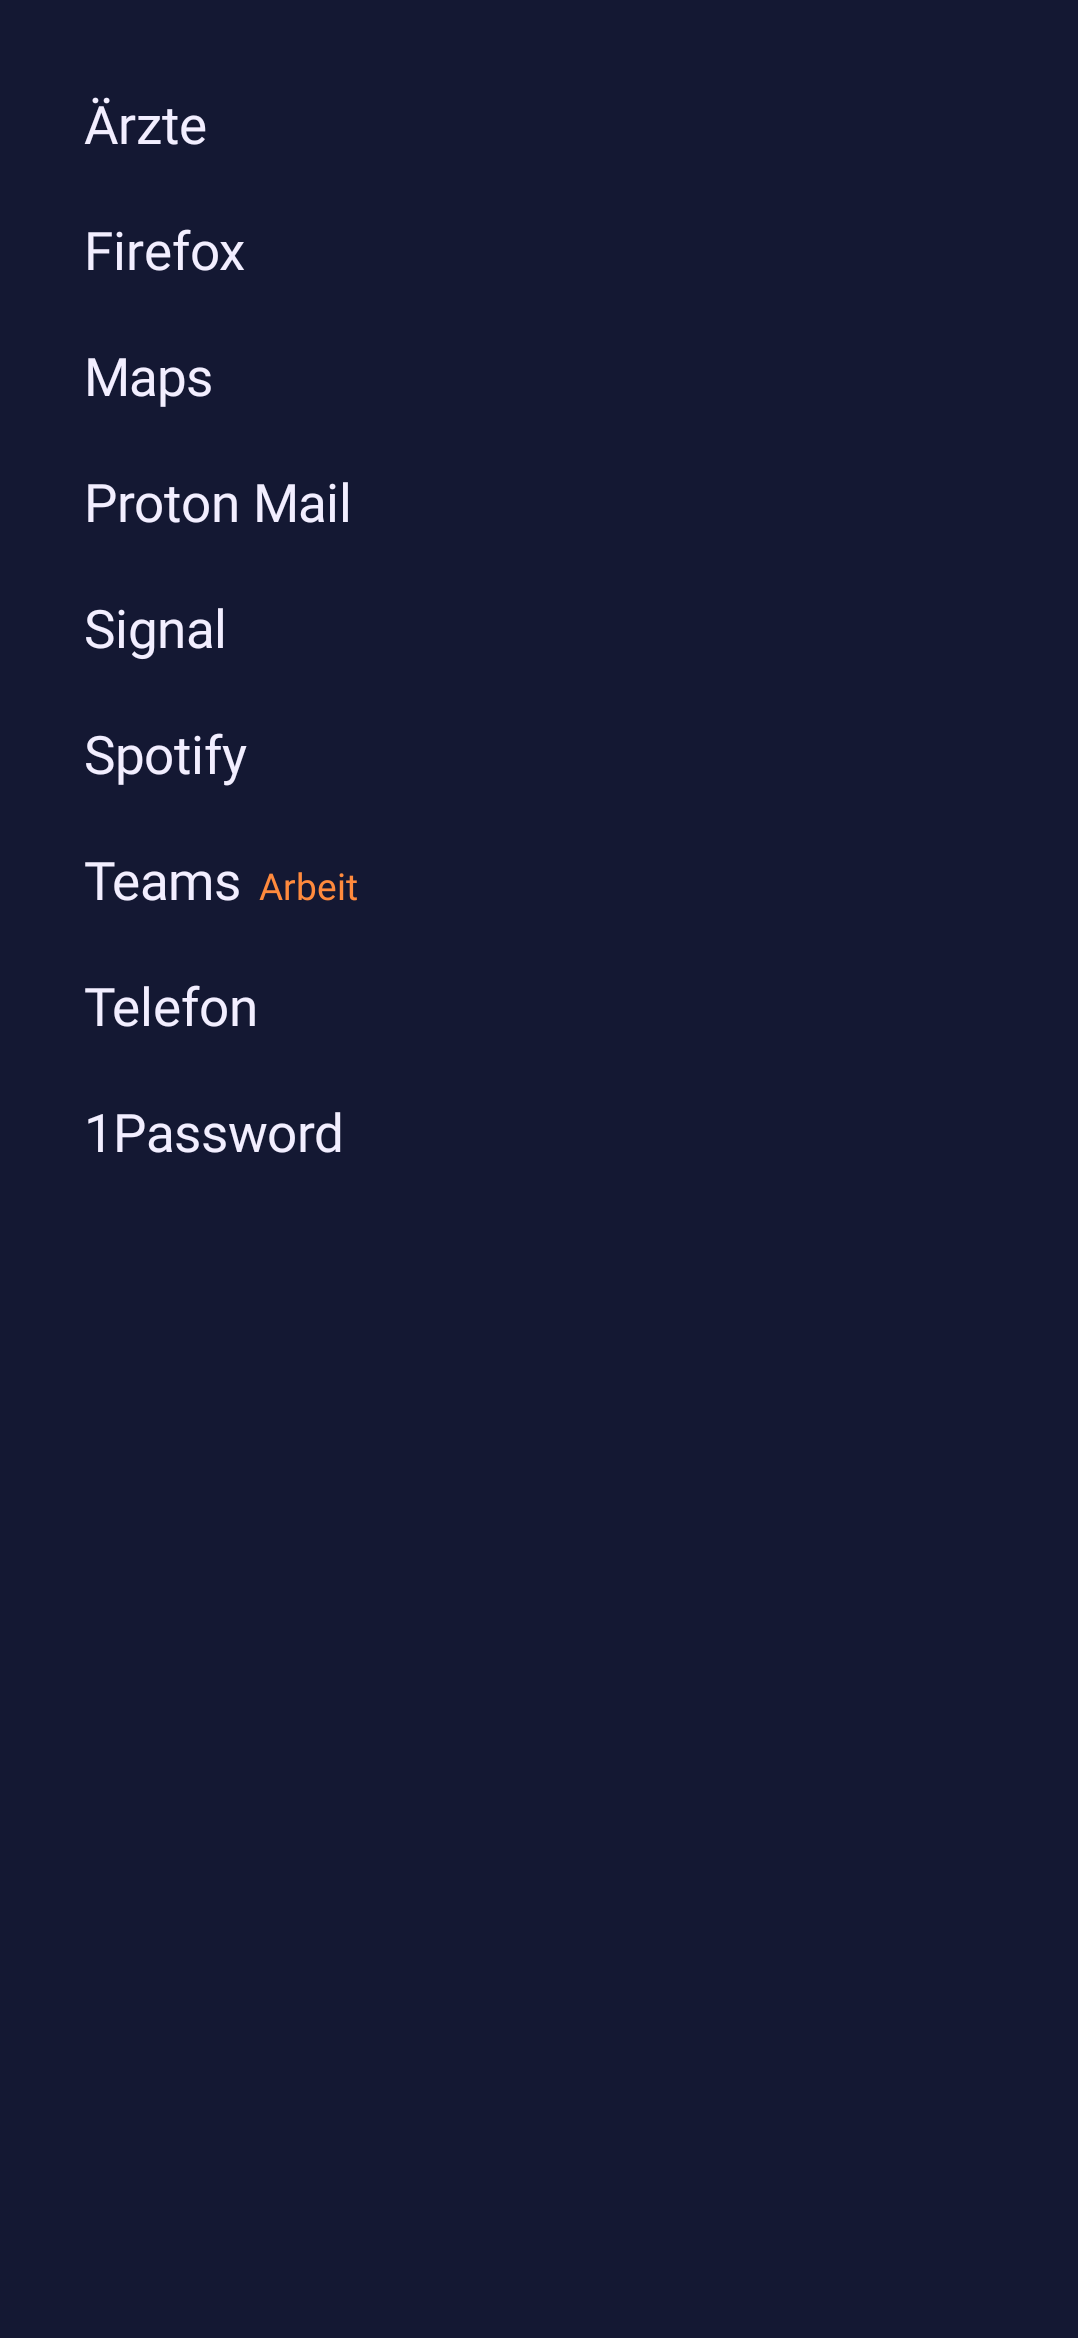 Ärzte
Firefox
Maps
Proton Mail
Signal
Spotify
Teams Arbeit
Telefon
1Password